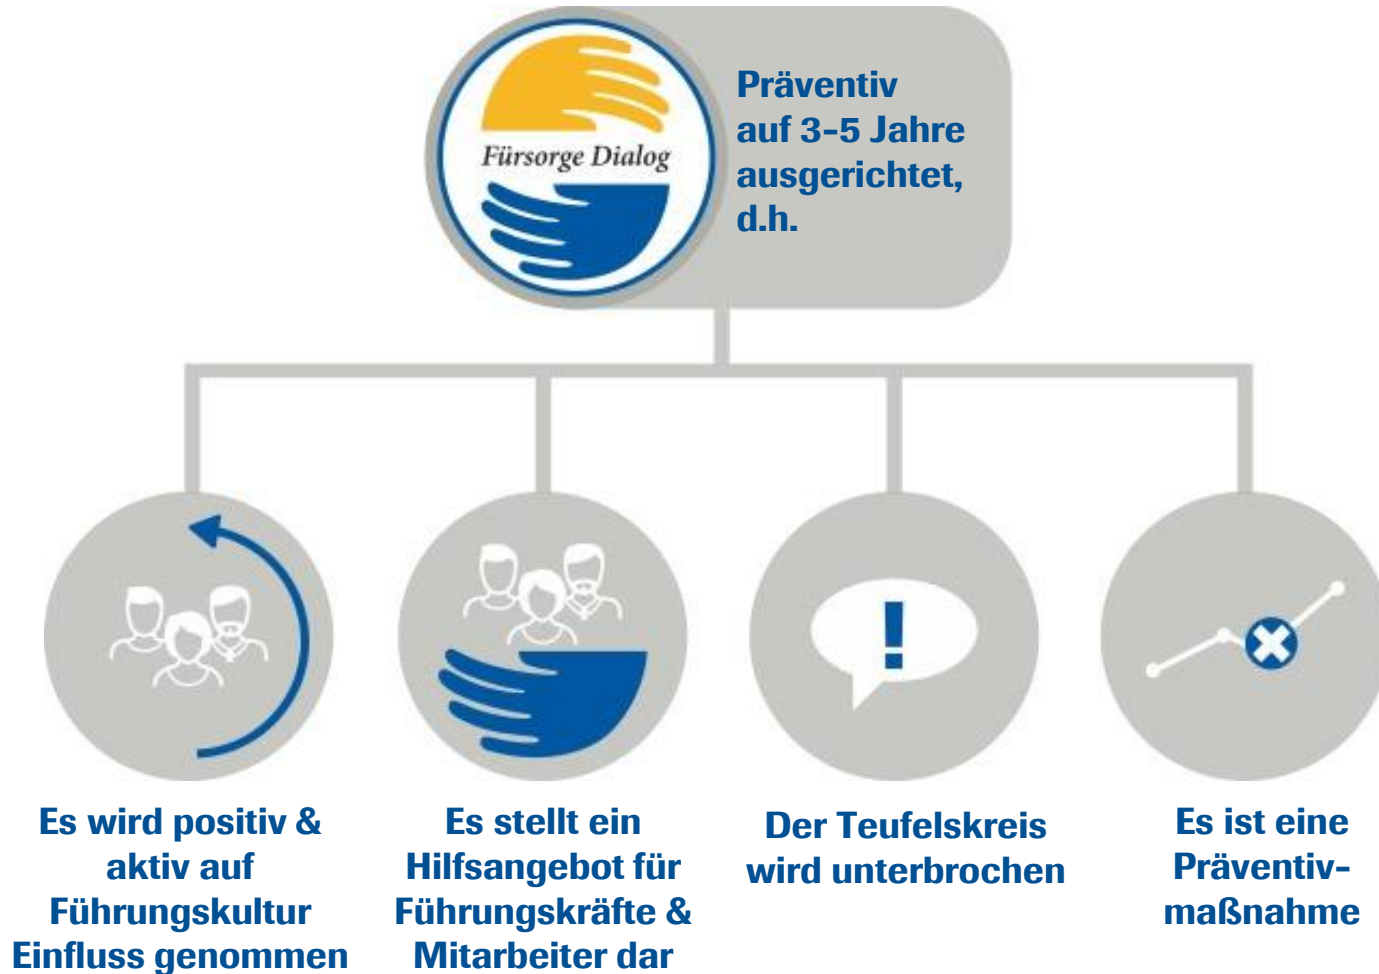 Fürsorge Dialog
Präventiv
auf 3-5 Jahre
ausgerichtet,
d.h.
!
Es wird positiv &
aktiv auf
Führungskultur
Einfluss genommen
Es stellt ein
Hilfsangebot für
Führungskräfte &
Mitarbeiter dar
Der Teufelskreis
wird unterbrochen
Es ist eine
Präventiv-
maßnahme